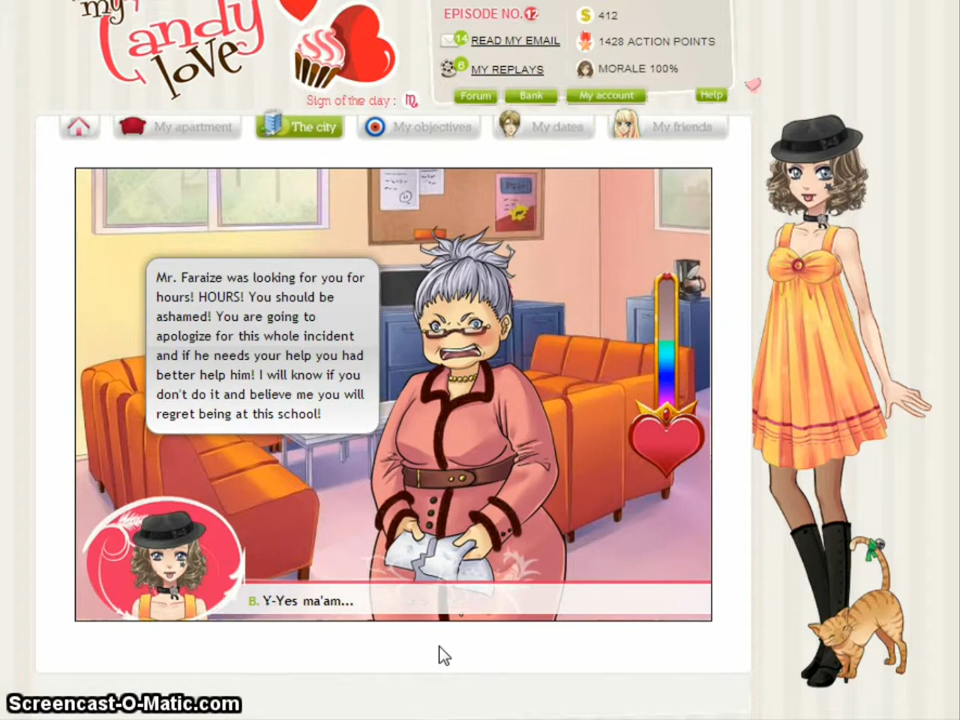 my
Candy
love
EPISODE NO.12
412
14 READ MY EMAIL
1428 ACTION POINTS
6 MY REPLAYS
MORALE 100%
Sign of the day : ♏
Forum
Bank
My account
Help
My apartment
The city
My objectives
My dates
My friends
Mr. Faraize was looking for you for
hours! HOURS! You should be
ashamed! You are going to
apologize for this whole incident
and if he needs your help you had
better help him! I will know if you
don't do it and believe me you will
regret being at this school!
B. Y-Yes ma'am...
Screencast-O-Matic.com